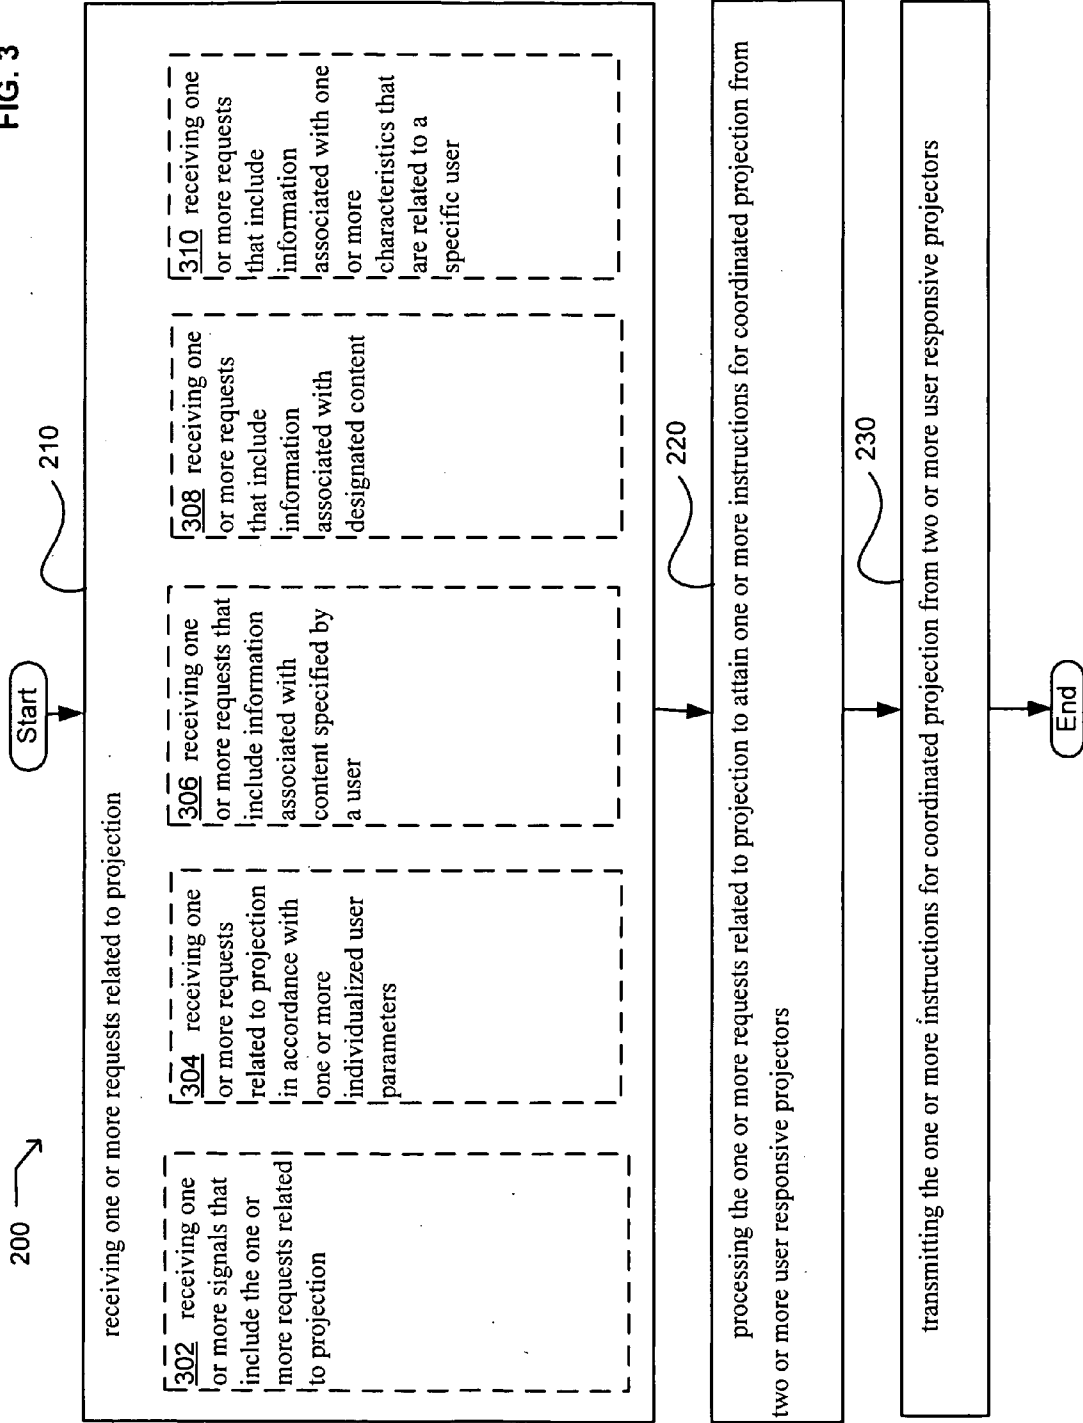 FIG. 3
200
Start
210
receiving one or more requests related to projection
302 receiving one
or more signals that
include the one or
more requests related
to projection
304 receiving one
or more requests
related to projection
in accordance with
one or more
individualized user
parameters
306 receiving one
or more requests that
include information
associated with
content specified by
a user
308 receiving one
or more requests
that include
information
associated with
designated content
310 receiving one
or more requests
that include
information
associated with one
or more
characteristics that
are related to a
specific user
220
processing the one or more requests related to projection to attain one or more instructions for coordinated projection from
two or more user responsive projectors
230
transmitting the one or more instructions for coordinated projection from two or more user responsive projectors
End